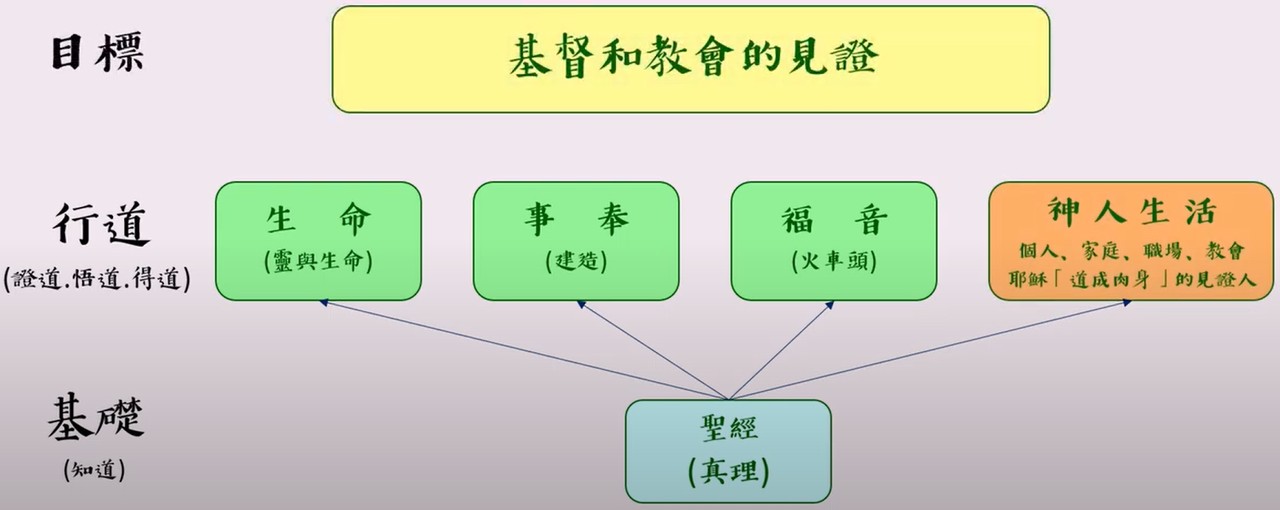 目標
基督和教會的見證
行道
(證道.悟道.得道)
生 命
(靈與生命)
事 奉
(建造)
福 音
(火車頭)
神人生活
個人、家庭、職場、教會
耶穌「道成肉身」的見證人
基礎
(知道)
聖經
(真理)